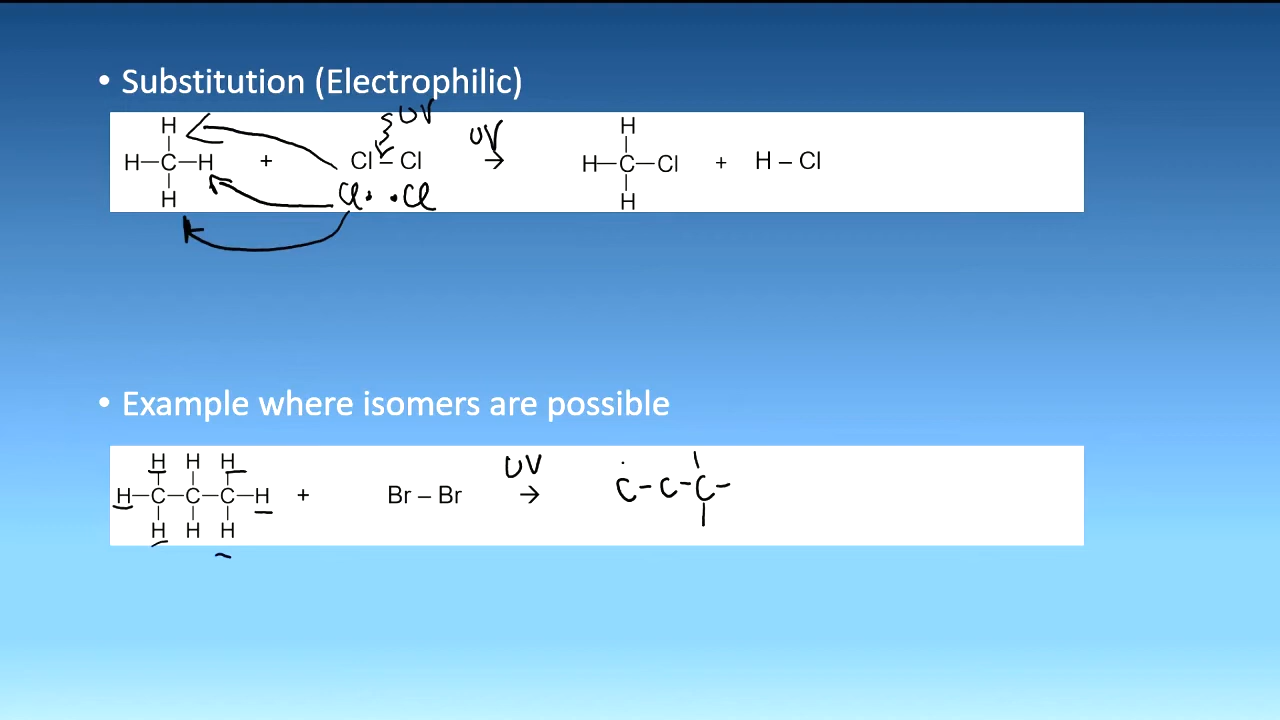 • Substitution (Electrophilic)
UV
H H
UV
H–C–H + Cl – Cl → H–C–Cl + H – Cl
Cl• •Cl
H H
• Example where isomers are possible
H H H
UV
H–C–C–C–H + Br – Br → C-C-C-
H H H